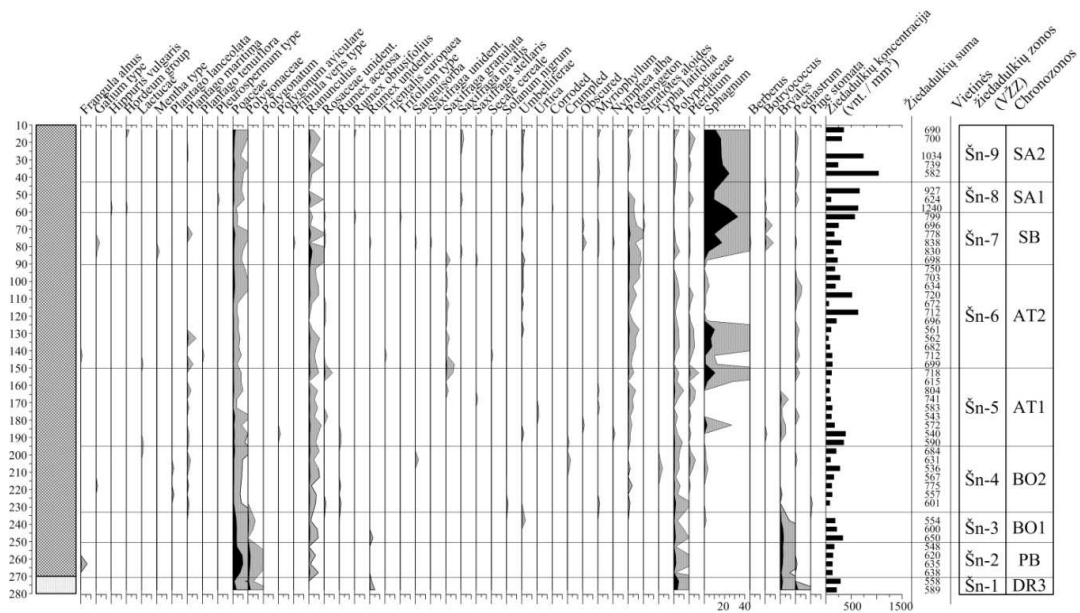 Frangula alnus
Galium type
Hippuris vulgaris
Hordeum group
Lactuceae
Mentha type
Plantago lanceolata
Plantago maritima
Plantago tenuiflora
Leptospermum type
Poaceae
Polygonaceae
Polygonatum
Polygonum aviculare
Primula veris type
Ranunculus
Rosaceae unident.
Rumex acetosa
Rumex obtusifolius
Rumex unident.
Trientalis europaea
Trifolium type
Sanguisorba
Saxifraga unident.
Saxifraga granulata
Saxifraga nivalis
Saxifraga stellaris
Secale cereale
Solanum nigrum
Umbelliferae
Urtica
Corroded
Crumpled
Obscured
Myriophyllum
Nymphaea alba
Stratiotes aloides
Typha latifolia
Polypodiaceae
Pteridium
Sphagnum
Berberus
Botryococcus
Bryales
Pediastrum
Pine stomata
Žiedadulkių koncentracija
(vnt. / mm³)
Žiedadulkių suma
Vietinės
žiedadulkių zonos
(VŽZ)
Chronozonos
10
20
30
40
50
60
70
80
90
100
110
120
130
140
150
160
170
180
190
200
210
220
230
240
250
260
270
280
690
700
1034
739
582
927
624
1240
799
696
778
838
830
698
750
703
634
720
672
712
696
561
562
682
712
699
718
615
804
741
583
543
572
540
590
684
631
536
567
775
557
601
554
600
650
548
620
635
638
558
589
Šn-9 SA2
Šn-8 SA1
Šn-7 SB
Šn-6 AT2
Šn-5 AT1
Šn-4 BO2
Šn-3 BO1
Šn-2 PB
Šn-1 DR3
20 40
500 1500